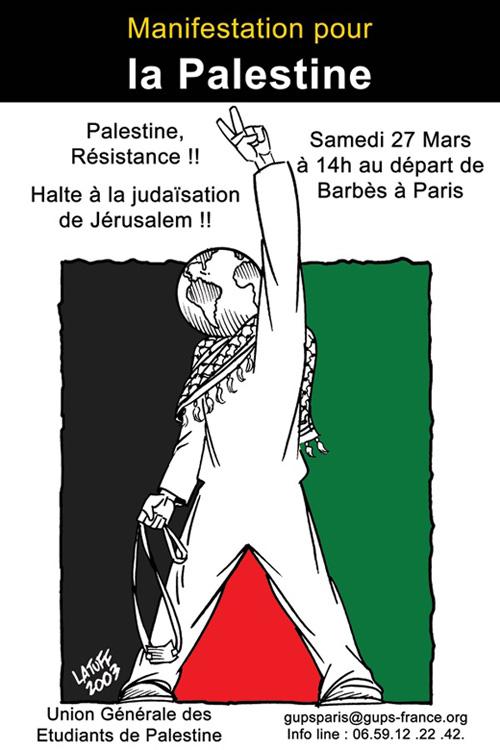 Manifestation pour
la Palestine
Palestine,
Résistance !!
Halte à la judaïsation
de Jérusalem !!
Samedi 27 Mars
à 14h au départ de
Barbès à Paris
LATUFF
2003
Union Générale des
Etudiants de Palestine
gupsparis@gups-france.org
Info line : 06.59.12 .22 .42.